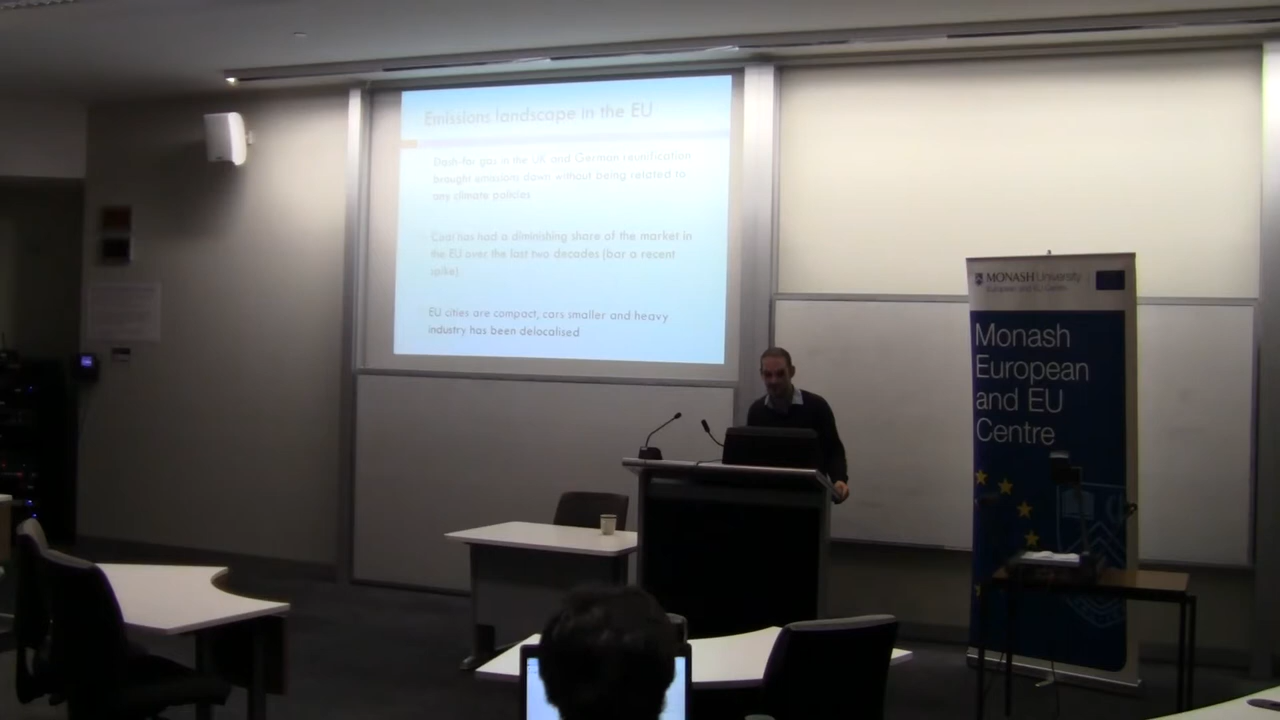 Emissions landscape in the EU
Dash for gas in the UK and German reunification
brought emissions down without being related to
any climate policies
Coal has had a diminishing share of the market in
the EU over the last two decades (bar a recent
spike)
EU cities are compact, cars smaller and heavy
industry has been delocalised
MONASH University
European and EU Centre
Monash
European
and EU
Centre